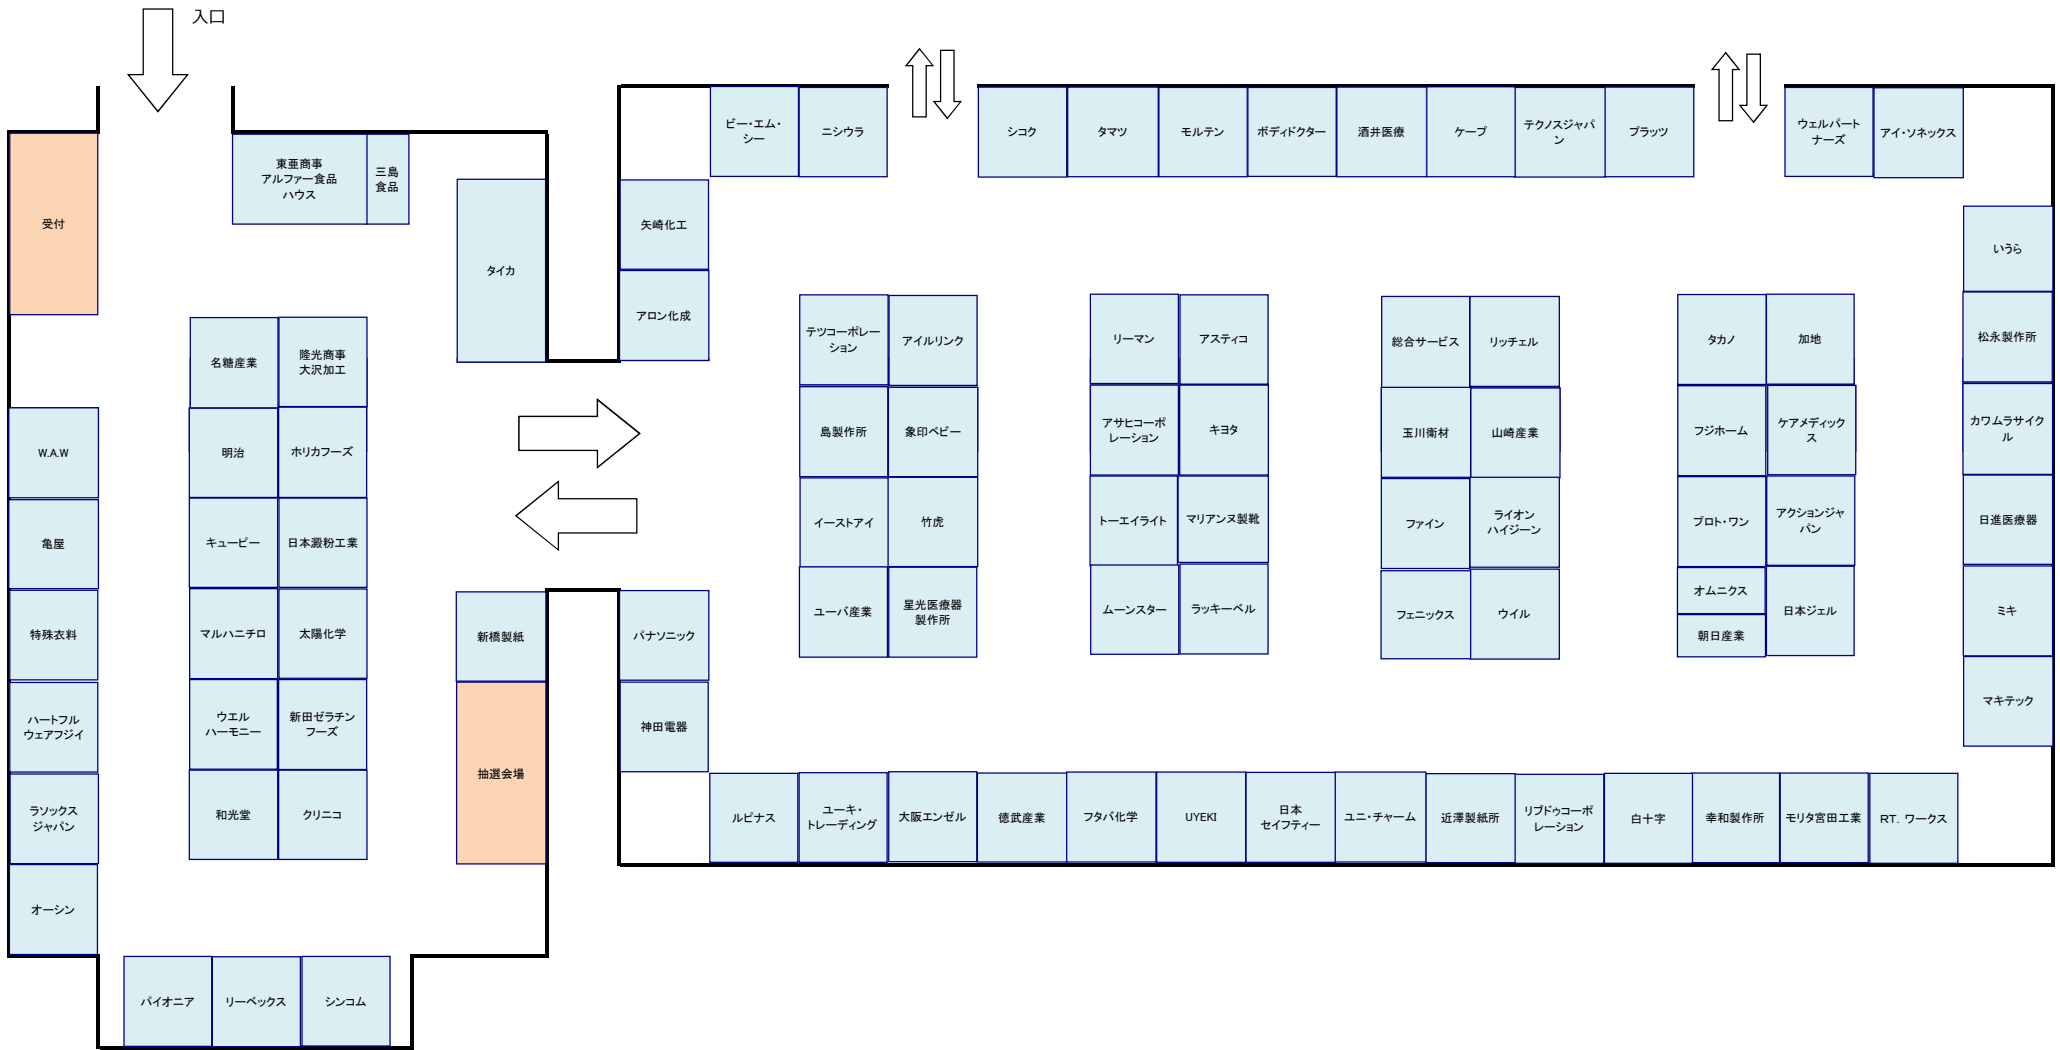 入口
受付
東亜商事
アルファー食品
ハウス
三島
食品
タイカ
名糖産業
隆光商事
大沢加工
明治
ホリカフーズ
キューピー
日本澱粉工業
マルハニチロ
太陽化学
ウエル
ハーモニー
新田ゼラチン
フーズ
和光堂
クリニコ
W.A.W
亀屋
特殊衣料
ハートフル
ウェアフジイ
ラソックス
ジャパン
オーシン
パイオニア
リーベックス
シンコム
新橋製紙
抽選会場
ビー・エム・
シー
ニシウラ
シコク
タマツ
モルテン
ボディドクター
酒井医療
ケープ
テクノスジャパ
ン
プラッツ
ウェルパート
ナーズ
アイ・ソネックス
矢崎化工
アロン化成
パナソニック
神田電器
テツコーポレー
ション
アイルリンク
島製作所
象印ベビー
イーストアイ
竹虎
ユーバ産業
星光医療器
製作所
リーマン
アスティコ
アサヒコーポ
レーション
キヨタ
トーエイライト
マリアンヌ製靴
ムーンスター
ラッキーベル
総合サービス
リッチェル
玉川衛材
山崎産業
ファイン
ライオン
ハイジーン
フェニックス
ウイル
タカノ
加地
フジホーム
ケアメディック
ス
プロト・ワン
アクションジャ
パン
オムニクス
朝日産業
日本ジェル
いうら
松永製作所
カワムラサイク
ル
日進医療器
ミキ
マキテック
ルピナス
ユーキ・
トレーディング
大阪エンゼル
徳武産業
フタバ化学
UYEKI
日本
セイフティー
ユニ・チャーム
近澤製紙所
リブドゥコーポ
レーション
白十字
幸和製作所
モリタ宮田工業
RT．ワークス